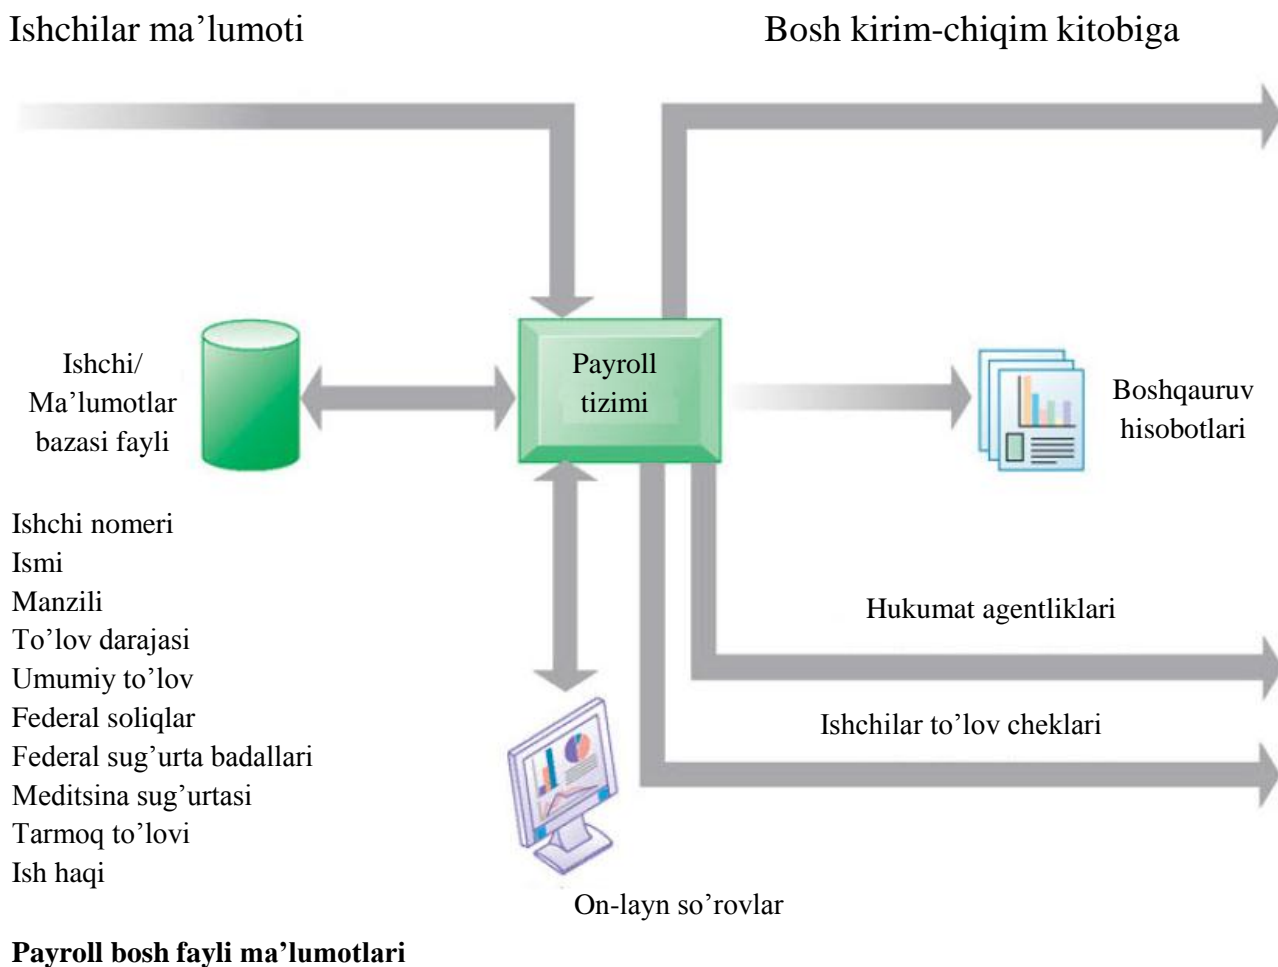 Ishchilar ma’lumoti
Bosh kirim-chiqim kitobiga
Ishchi/
Ma’lumotlar
bazasi fayli
Payroll
tizimi
Boshqauruv
hisobotlari
Ishchi nomeri
Ismi
Manzili
To’lov darajasi
Umumiy to’lov
Federal soliqlar
Federal sug’urta badallari
Meditsina sug’urtasi
Tarmoq to’lovi
Ish haqi
Hukumat agentliklari
Ishchilar to’lov cheklari
On-layn so’rovlar
Payroll bosh fayli ma’lumotlari